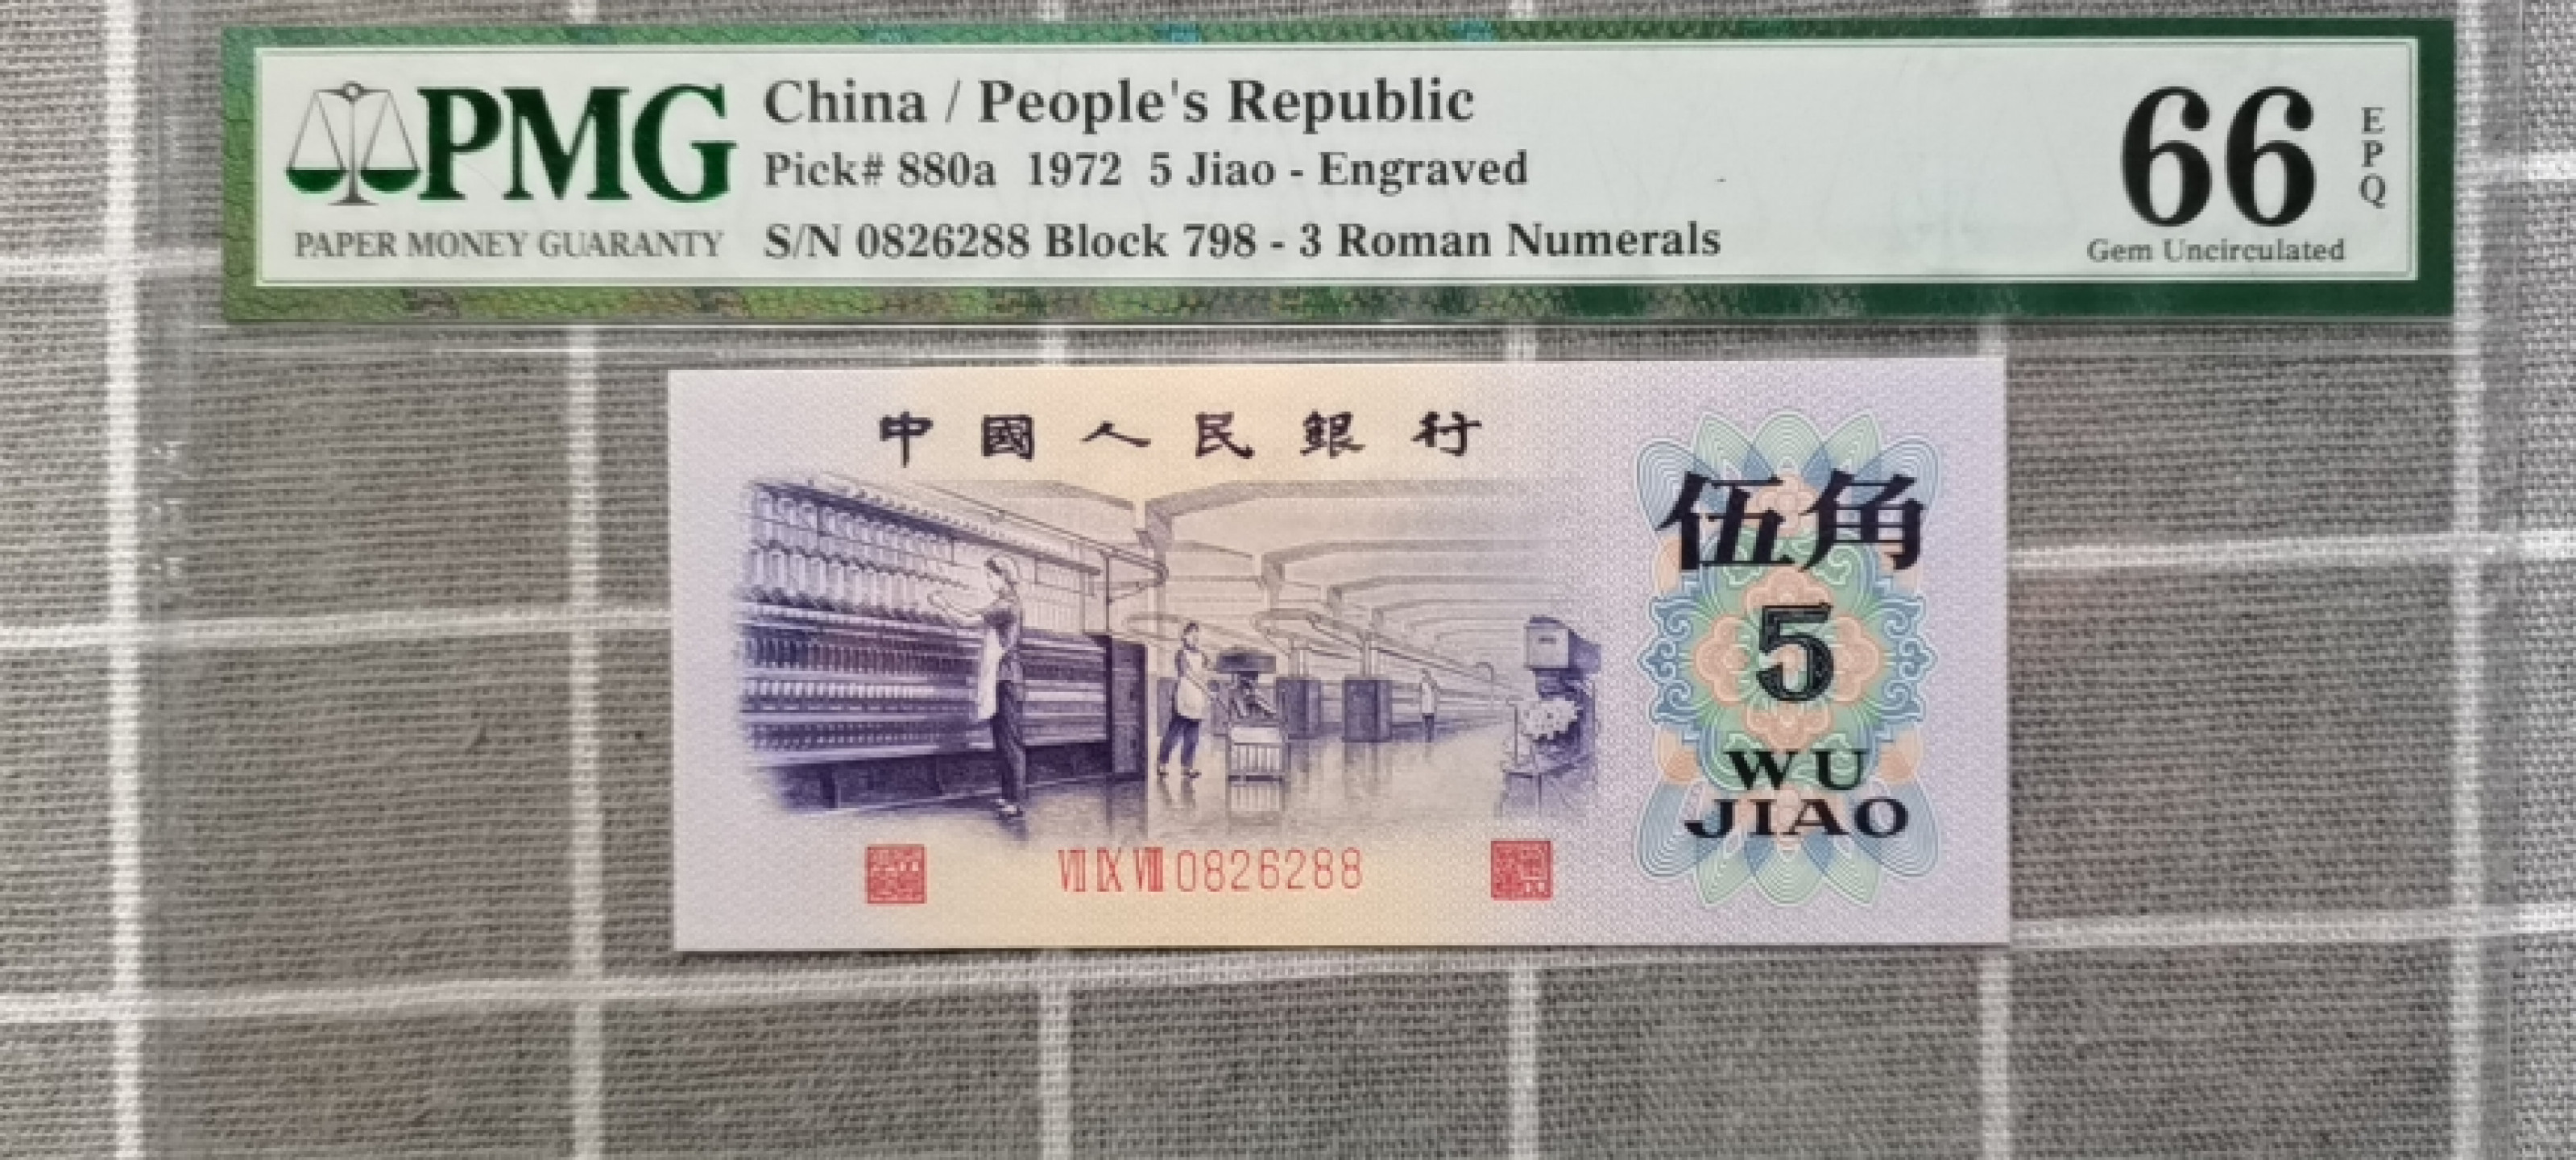 PMG
PAPER MONEY GUARANTY
China / People's Republic
Pick# 880a 1972 5 Jiao - Engraved
S/N 0826288 Block 798 - 3 Roman Numerals
66
EPQ
Gem Uncirculated
中國人民銀行
伍角
5
WU
JIAO
VII IX VIII 0826288